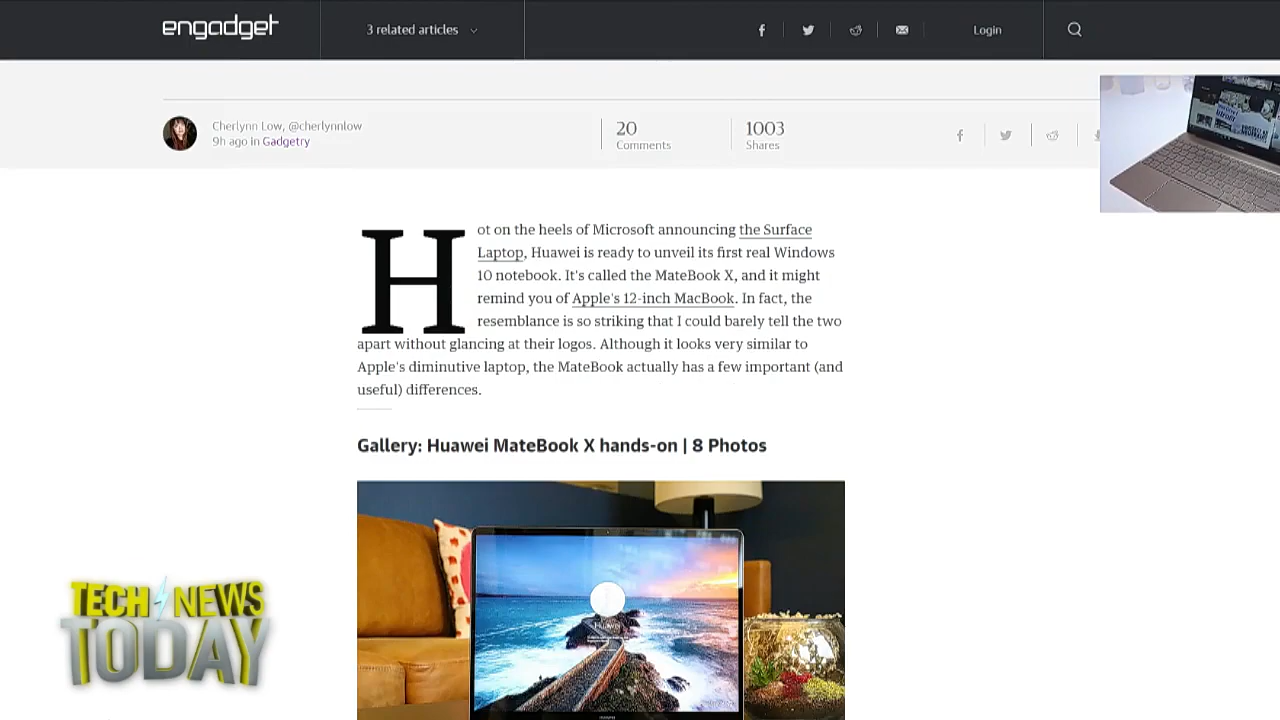 engadget
3 related articles
Login
Cherlynn Low, @cherlynnlow
9h ago in Gadgetry
20
Comments
1003
Shares
Hot on the heels of Microsoft announcing the Surface
Laptop, Huawei is ready to unveil its first real Windows
10 notebook. It's called the MateBook X, and it might
remind you of Apple's 12-inch MacBook. In fact, the
resemblance is so striking that I could barely tell the two
apart without glancing at their logos. Although it looks very similar to
Apple's diminutive laptop, the MateBook actually has a few important (and
useful) differences.
Gallery: Huawei MateBook X hands-on | 8 Photos
Huawei
HUAWEI
TECH NEWS
TODAY